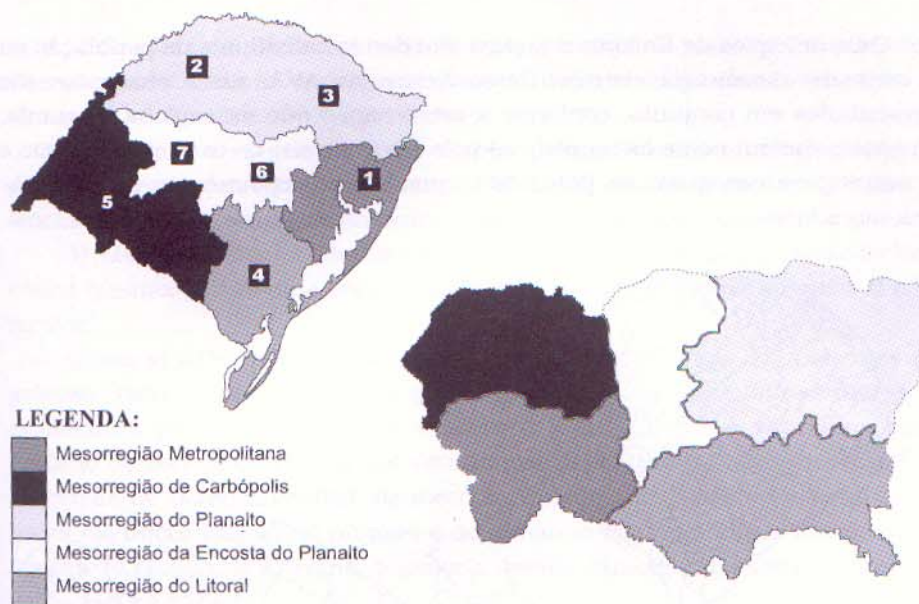 2
3
7
6
1
5
4
LEGENDA:
Mesorregião Metropolitana
Mesorregião de Carbópolis
Mesorregião do Planalto
Mesorregião da Encosta do Planalto
Mesorregião do Litoral